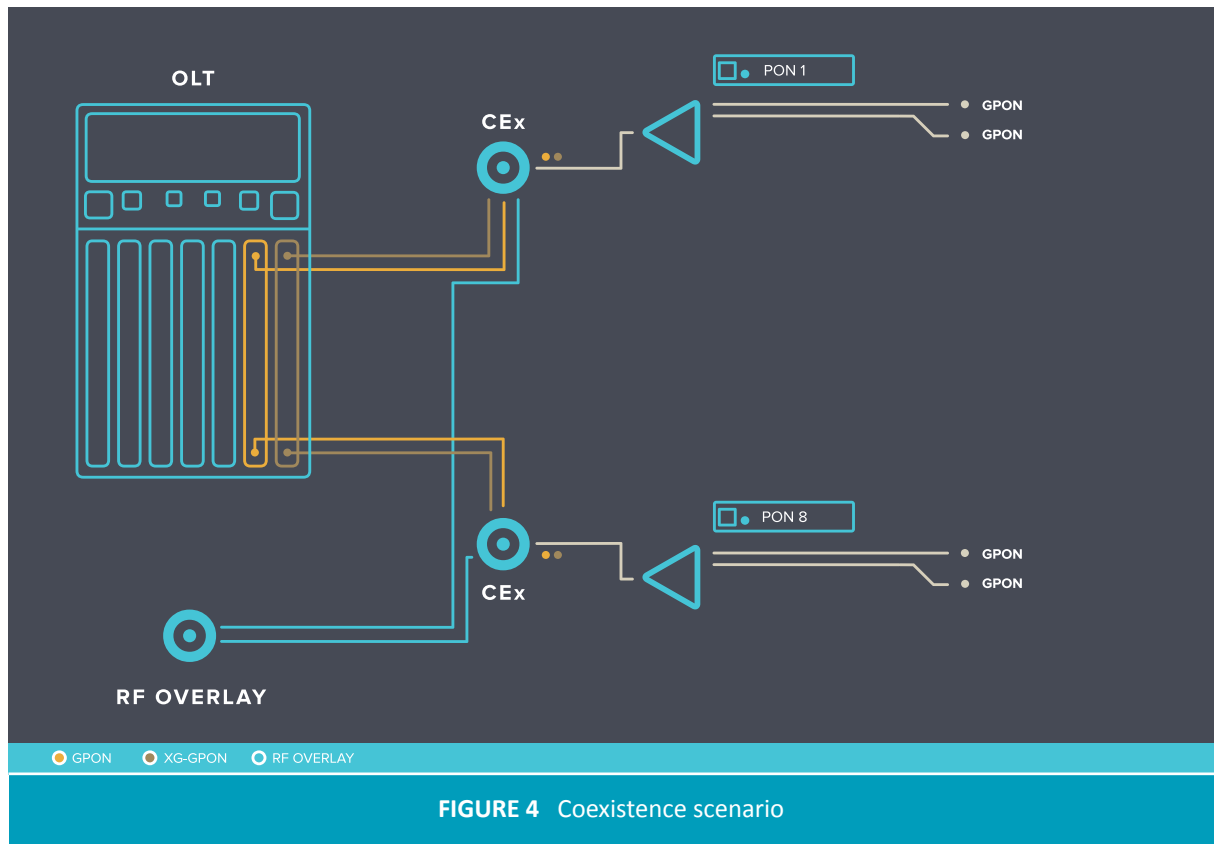 OLT
PON 1
CEx
GPON
GPON
PON 8
GPON
GPON
CEx
RF OVERLAY
GPON XG-GPON RF OVERLAY
FIGURE 4 Coexistence scenario